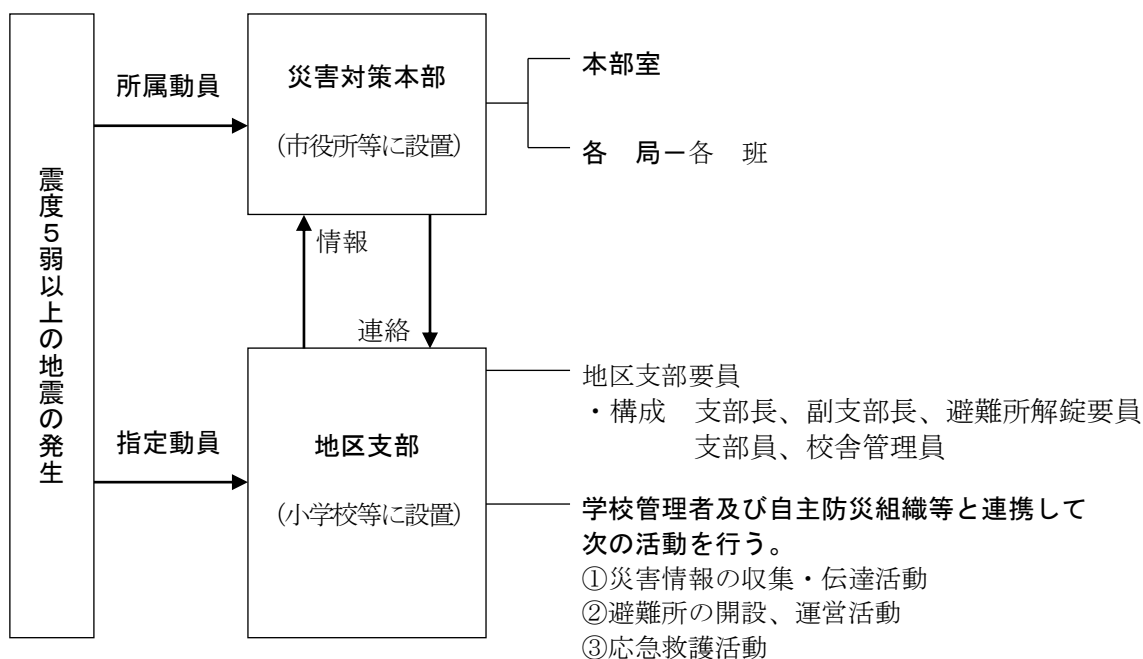 震度５弱以上の地震の発生
所属動員
災害対策本部
(市役所等に設置)
本部室
各　局－各　班
情報
連絡
指定動員
地区支部
(小学校等に設置)
地区支部要員
・構成　支部長、副支部長、避難所解錠要員
支部員、校舎管理員
学校管理者及び自主防災組織等と連携して
次の活動を行う。
①災害情報の収集・伝達活動
②避難所の開設、運営活動
③応急救護活動